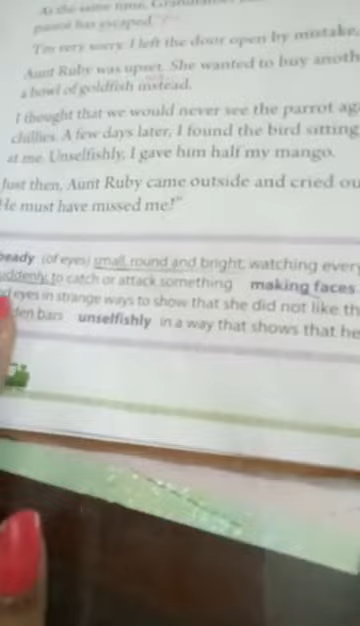 At the same time, Grandmother
parrot has escaped."
"I'm very sorry. I left the door open by mistake,
Aunt Ruby was upset. She wanted to buy anoth
a bowl of goldfish instead.
I thought that we would never see the parrot ag
chillies. A few days later, I found the bird sitting
at me. Unselfishly, I gave him half my mango.
Just then, Aunt Ruby came outside and cried ou
He must have missed me!"
beady (of eyes) small, round and bright, watching every
uddenly, to catch or attack something making faces
d eyes in strange ways to show that she did not like th
den bars unselfishly in a way that shows that he